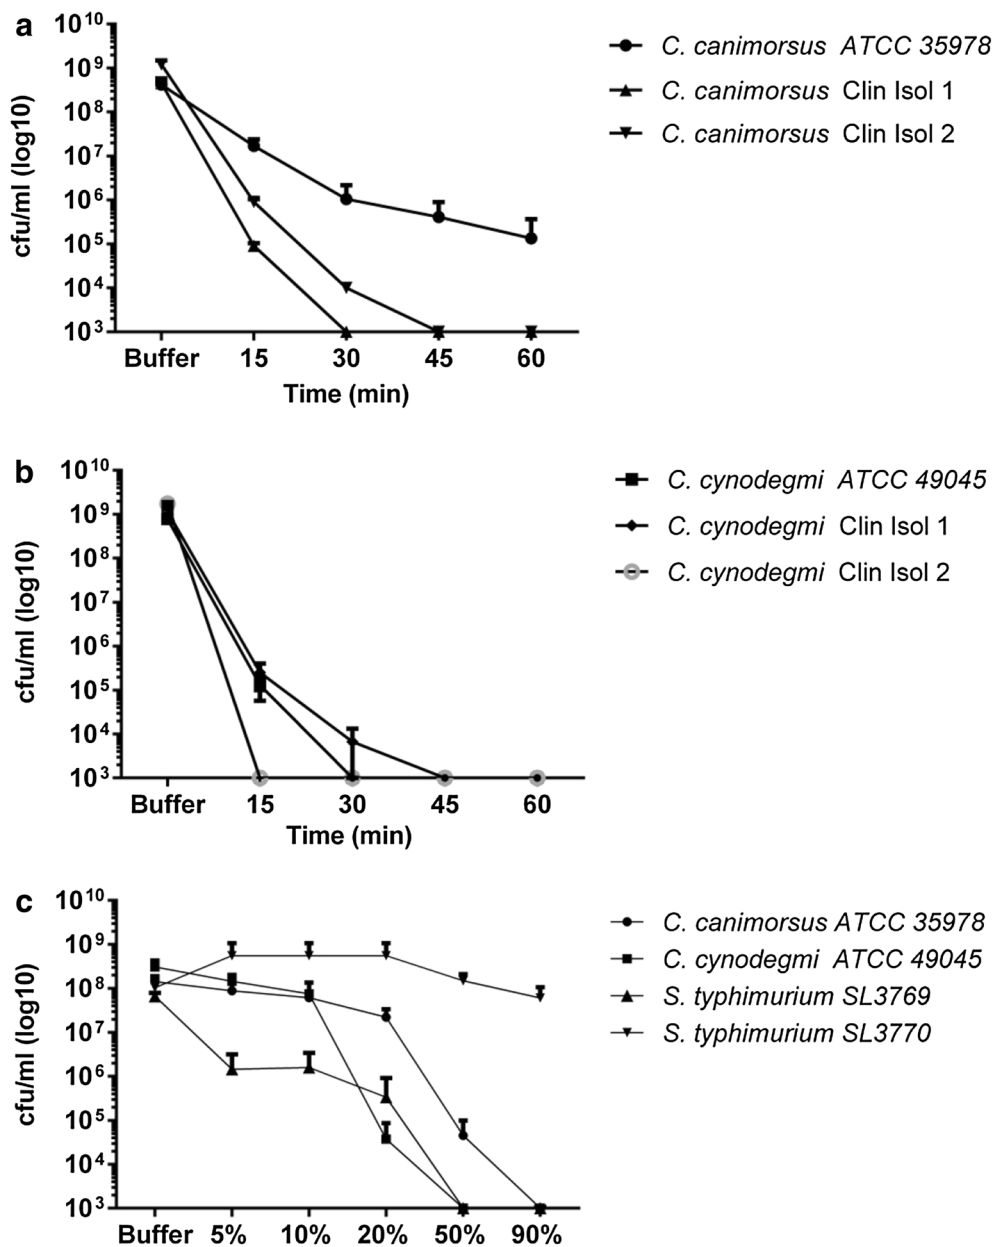 a
10^10
10^9
10^8
10^7
10^6
10^5
10^4
10^3
cfu/ml (log10)
Buffer 15 30 45 60
Time (min)
C. canimorsus ATCC 35978
C. canimorsus Clin Isol 1
C. canimorsus Clin Isol 2
b
10^10
10^9
10^8
10^7
10^6
10^5
10^4
10^3
cfu/ml (log10)
Buffer 15 30 45 60
Time (min)
C. cynodegmi ATCC 49045
C. cynodegmi Clin Isol 1
C. cynodegmi Clin Isol 2
c
10^10
10^9
10^8
10^7
10^6
10^5
10^4
10^3
cfu/ml (log10)
Buffer 5% 10% 20% 50% 90%
C. canimorsus ATCC 35978
C. cynodegmi ATCC 49045
S. typhimurium SL3769
S. typhimurium SL3770